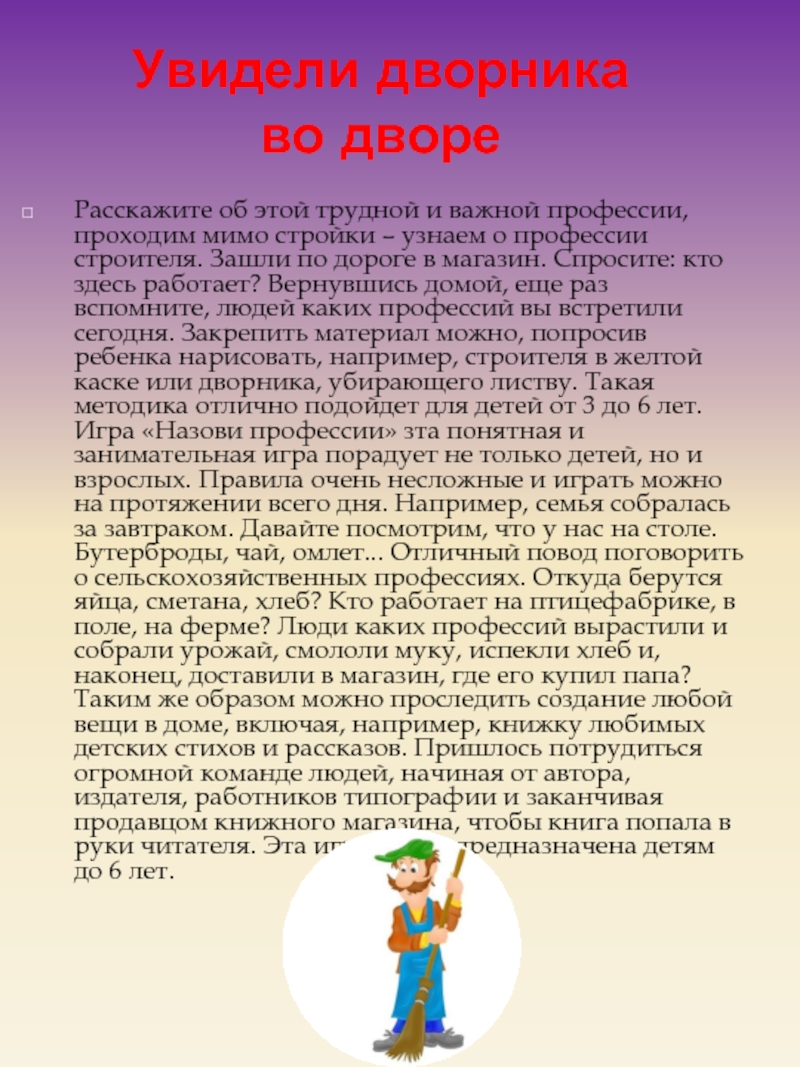 Увидели дворника
во дворе
Расскажите об этой трудной и важной профессии,
проходим мимо стройки – узнаем о профессии
строителя. Зашли по дороге в магазин. Спросите: кто
здесь работает? Вернувшись домой, еще раз
вспомните, людей каких профессий вы встретили
сегодня. Закрепить материал можно, попросив
ребенка нарисовать, например, строителя в желтой
каске или дворника, убирающего листву. Такая
методика отлично подойдет для детей от 3 до 6 лет.
Игра «Назови профессии» зта понятная и
занимательная игра порадует не только детей, но и
взрослых. Правила очень несложные и играть можно
на протяжении всего дня. Например, семья собралась
за завтраком. Давайте посмотрим, что у нас на столе.
Бутерброды, чай, омлет... Отличный повод поговорить
о сельскохозяйственных профессиях. Откуда берутся
яйца, сметана, хлеб? Кто работает на птицефабрике, в
поле, на ферме? Люди каких профессий вырастили и
собрали урожай, смололи муку, испекли хлеб и,
наконец, доставили в магазин, где его купил папа?
Таким же образом можно проследить создание любой
вещи в доме, включая, например, книжку любимых
детских стихов и рассказов. Пришлось потрудиться
огромной команде людей, начиная от автора,
издателя, работников типографии и заканчивая
продавцом книжного магазина, чтобы книга попала в
руки читателя. Эта предназначена детям
до 6 лет.